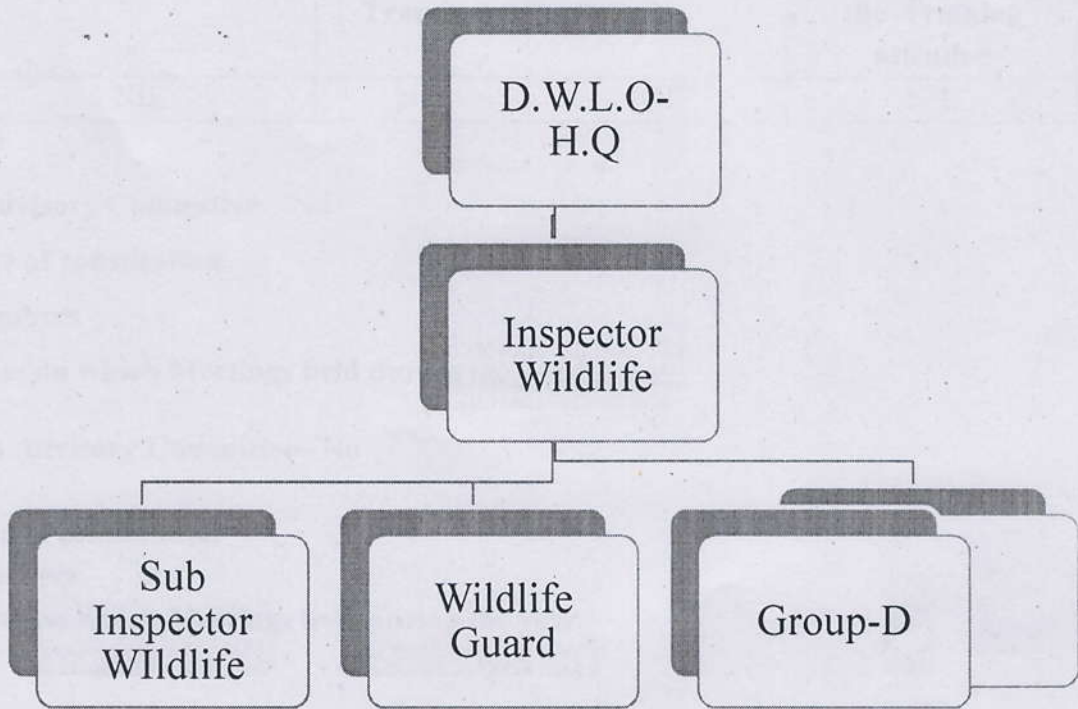 D.W.L.O-
H.Q
Inspector
Wildlife
Sub
Inspector
WIldlife
Wildlife
Guard
Group-D